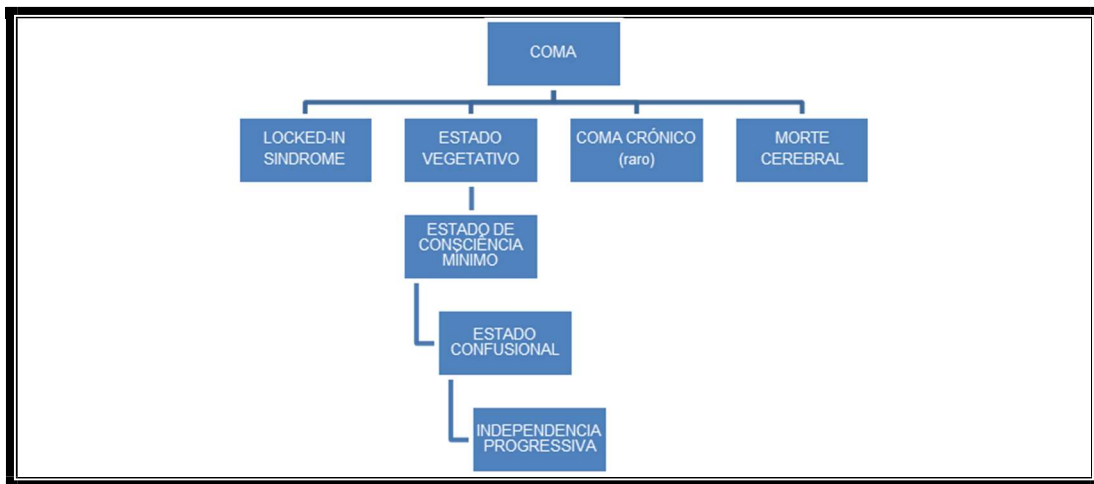 COMA
LOCKED-IN
SINDROME
ESTADO
VEGETATIVO
COMA CRÓNICO
(raro)
MORTE
CEREBRAL
ESTADO DE
CONSCIÊNCIA
MÍNIMO
ESTADO
CONFUSIONAL
INDEPENDENCIA
PROGRESSIVA